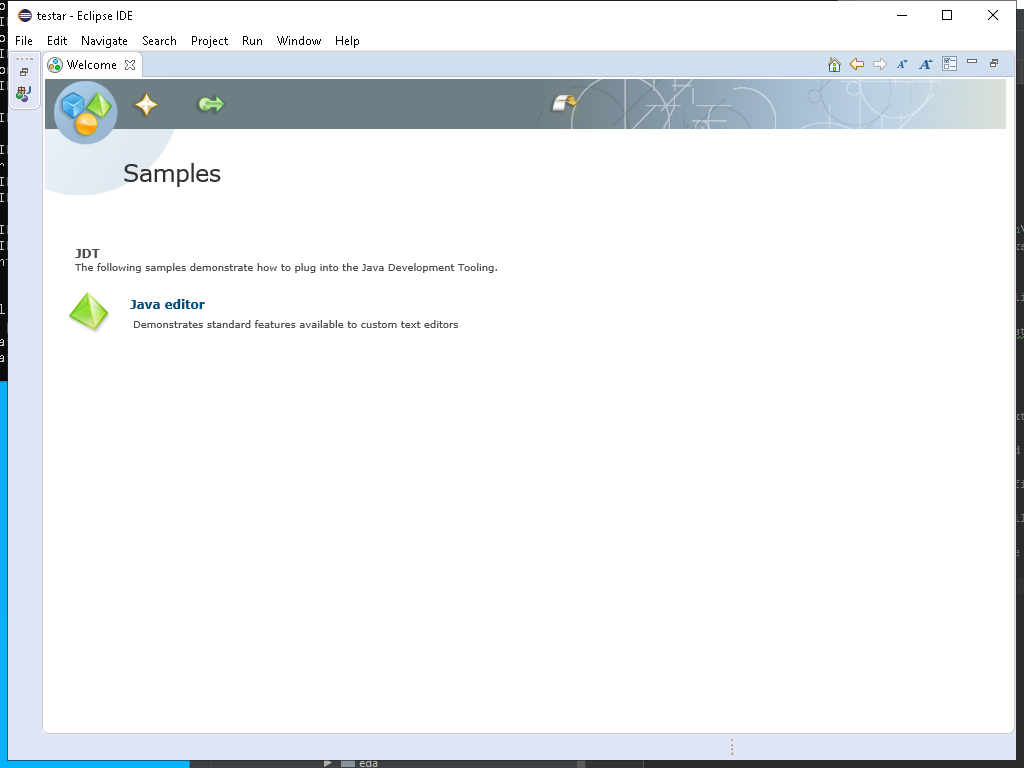 testar - Eclipse IDE
File Edit Navigate Search Project Run Window Help
Welcome
Samples
JDT
The following samples demonstrate how to plug into the Java Development Tooling.
Java editor
Demonstrates standard features available to custom text editors
eda